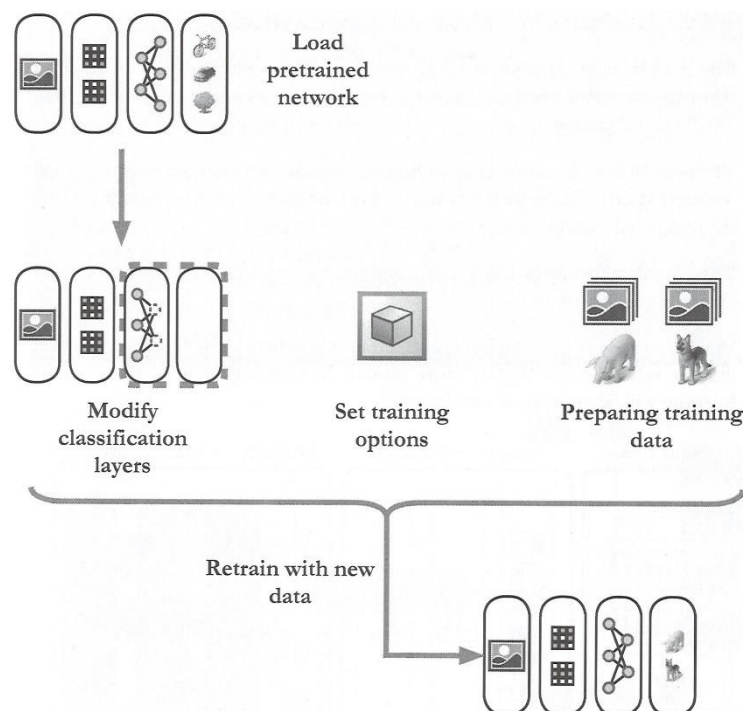 Load
pretrained
network
Modify
classification
layers
Set training
options
Preparing training
data
Retrain with new
data